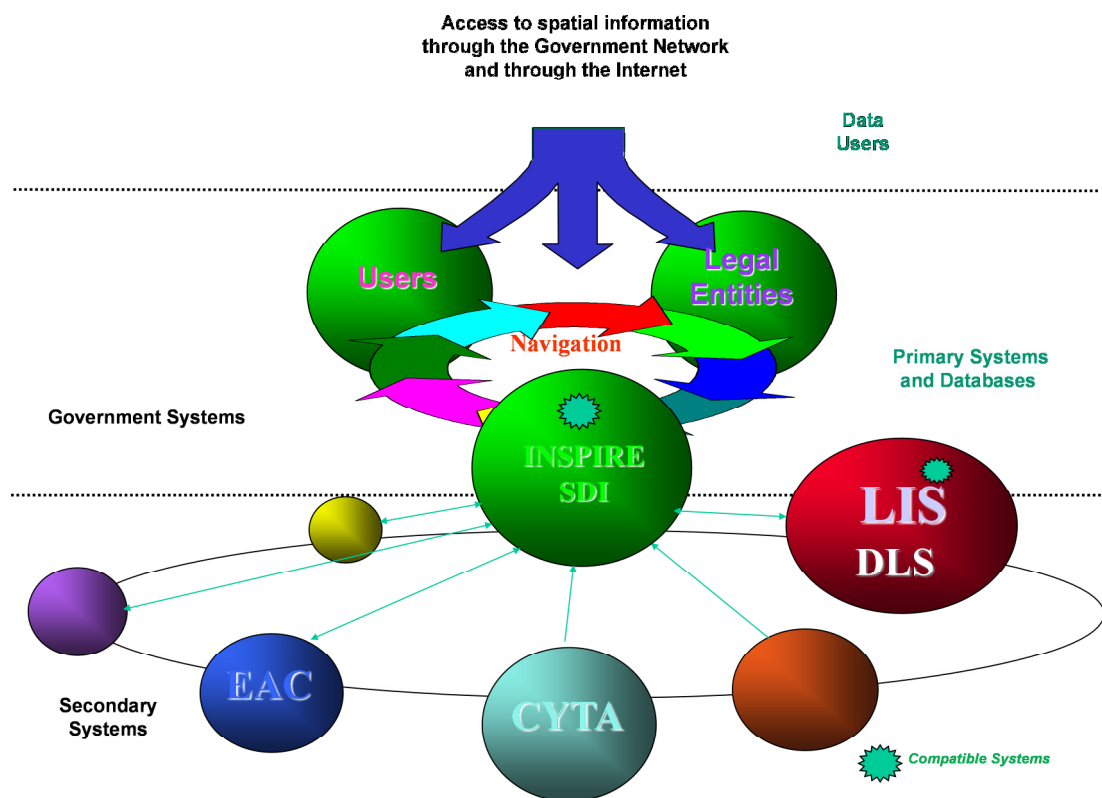 Access to spatial information
through the Government Network
and through the Internet
Data
Users
Users
Legal
Entities
Navigation
Primary Systems
and Databases
Government Systems
INSPIRE
SDI
LIS
DLS
EAC
CYTA
Secondary
Systems
Compatible Systems